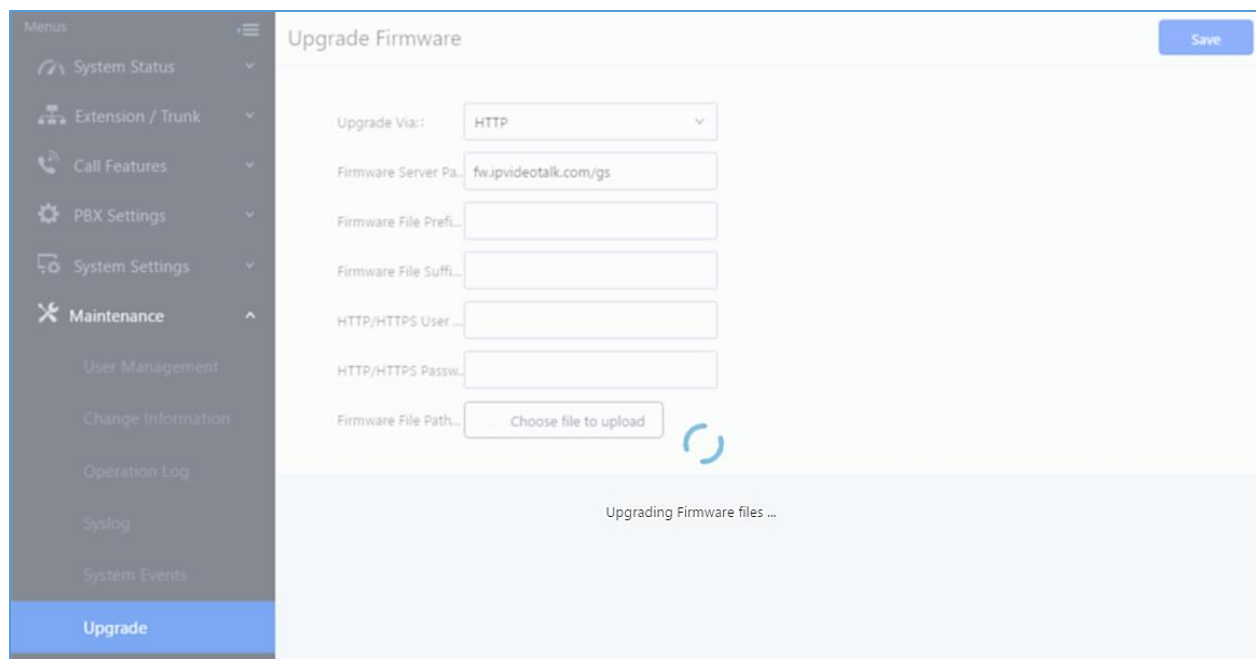 Menus
System Status
Extension / Trunk
Call Features
PBX Settings
System Settings
Maintenance
User Management
Change Information
Operation Log
Syslog
System Events
Upgrade
Upgrade Firmware
Save
Upgrade Via::
HTTP
Firmware Server Pa..
fw.ipvideotalk.com/gs
Firmware File Prefi...
Firmware File Suffi...
HTTP/HTTPS User ...
HTTP/HTTPS Passw..
Firmware File Path...
Choose file to upload
Upgrading Firmware files ...